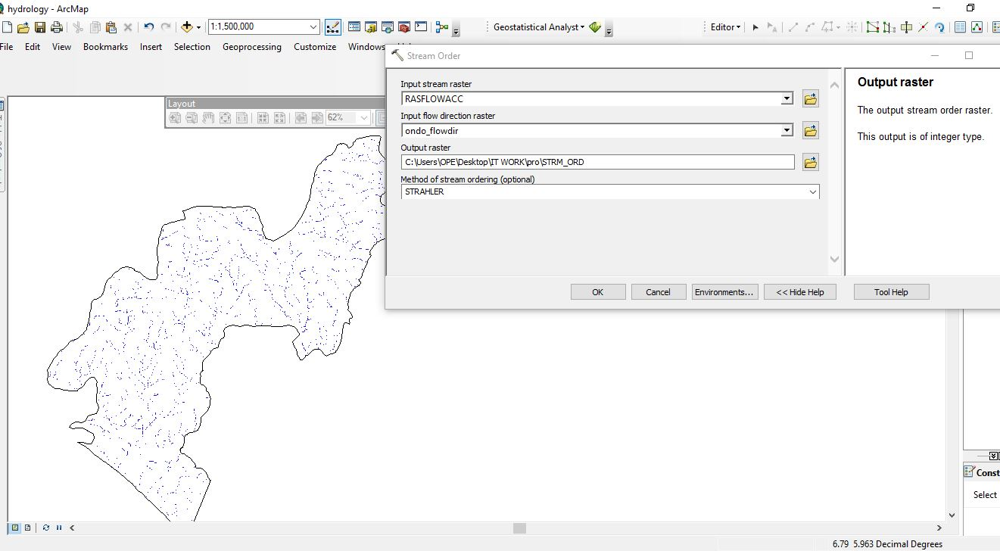 hydrology - ArcMap
1:1,500,000
Geostatistical Analyst
Editor
File Edit View Bookmarks Insert Selection Geoprocessing Customize Windows
Stream Order
Input stream raster
RASFLOWACC
Input flow direction raster
ondo_flowdir
Output raster
C:\Users\OPE\Desktop\IT WORK\pro\STRM_ORD
Method of stream ordering (optional)
STRAHLER
OK Cancel Environments... << Hide Help Tool Help
Output raster
The output stream order raster.
This output is of integer type.
Layout
62%
Const
Select
6.79 5.963 Decimal Degrees